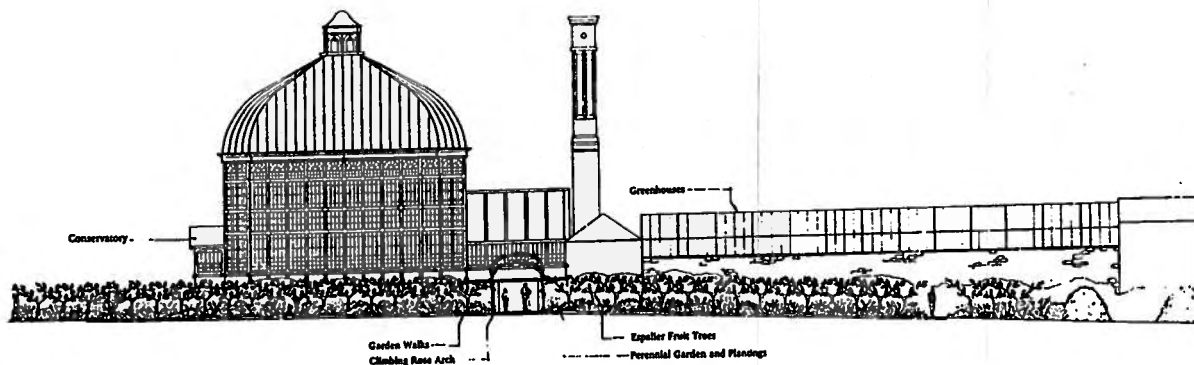 Greenhouses
Conservatory
Garden Walks
Climbing Rose Arch
Espalier Fruit Trees
Perennial Garden and Plantings